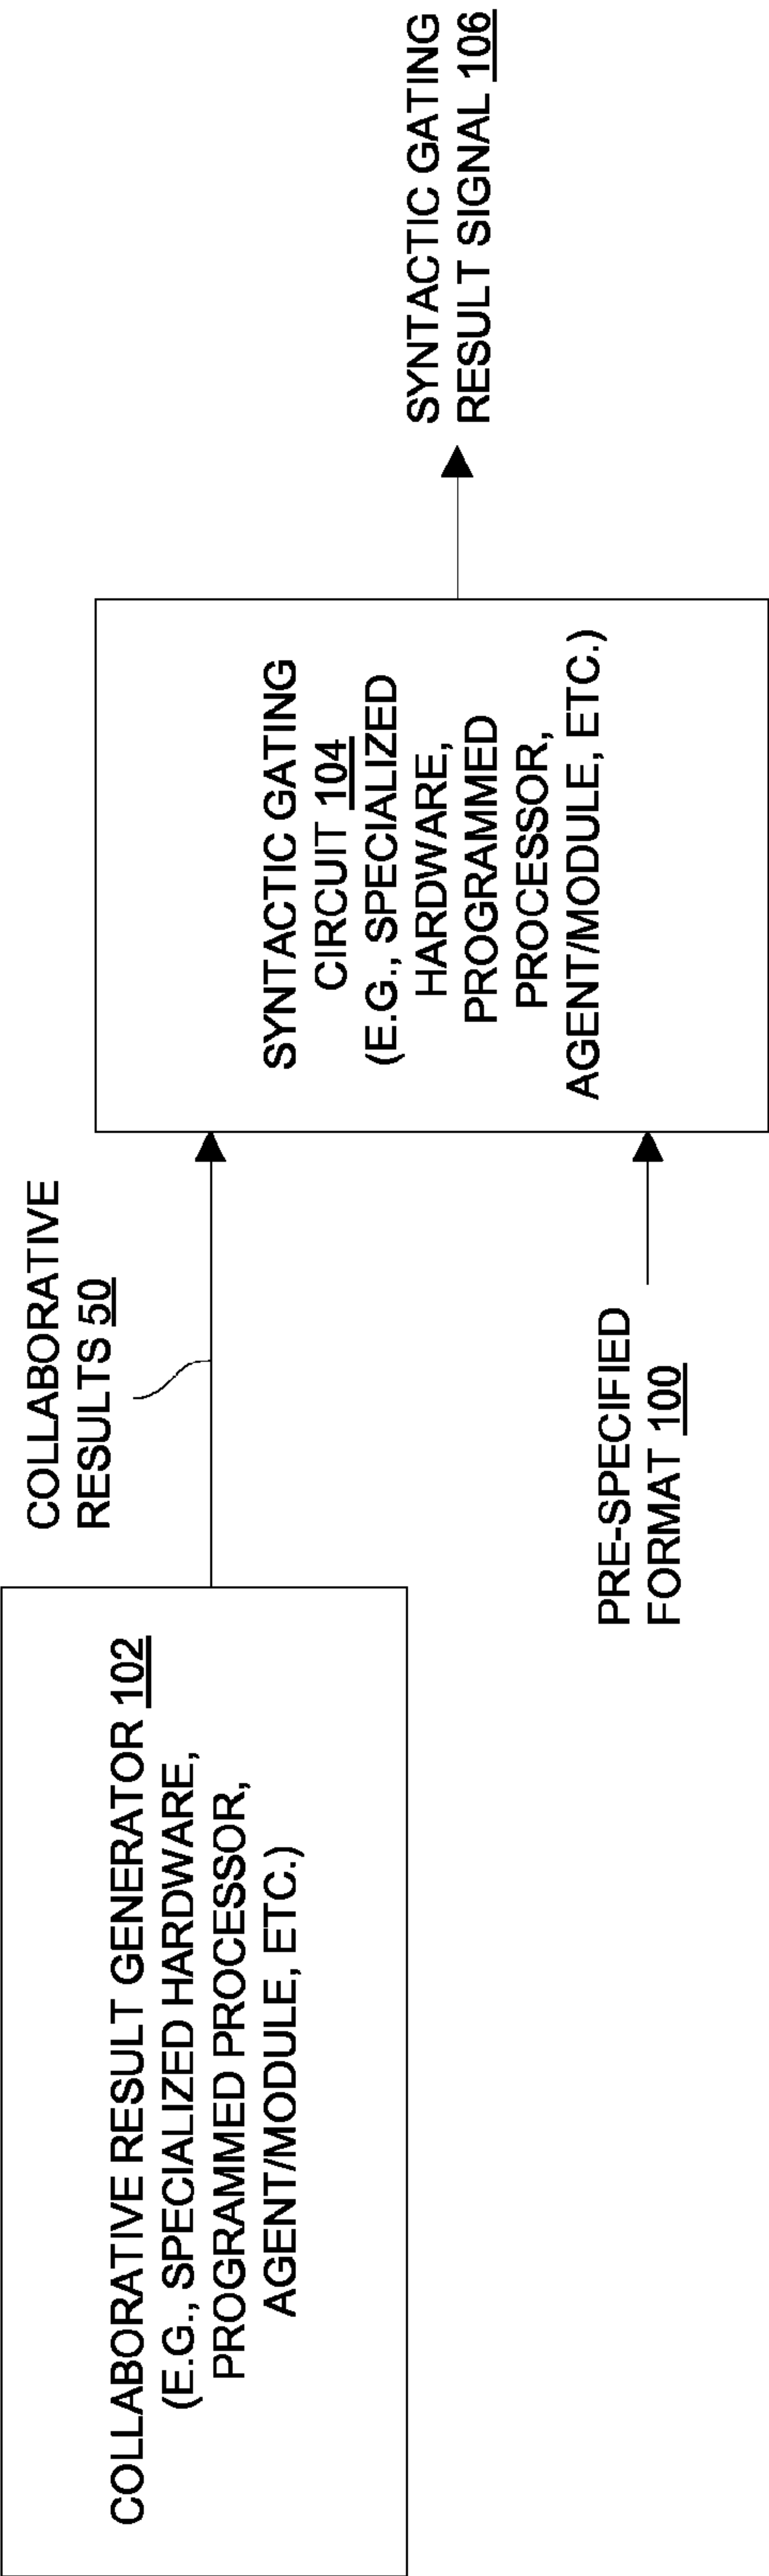 COLLABORATIVE RESULT GENERATOR 102
(E.G., SPECIALIZED HARDWARE,
PROGRAMMED PROCESSOR,
AGENT/MODULE, ETC.)
COLLABORATIVE
RESULTS 50
PRE-SPECIFIED
FORMAT 100
SYNTACTIC GATING
CIRCUIT 104
(E.G., SPECIALIZED
HARDWARE,
PROGRAMMED
PROCESSOR,
AGENT/MODULE, ETC.)
SYNTACTIC GATING
RESULT SIGNAL 106